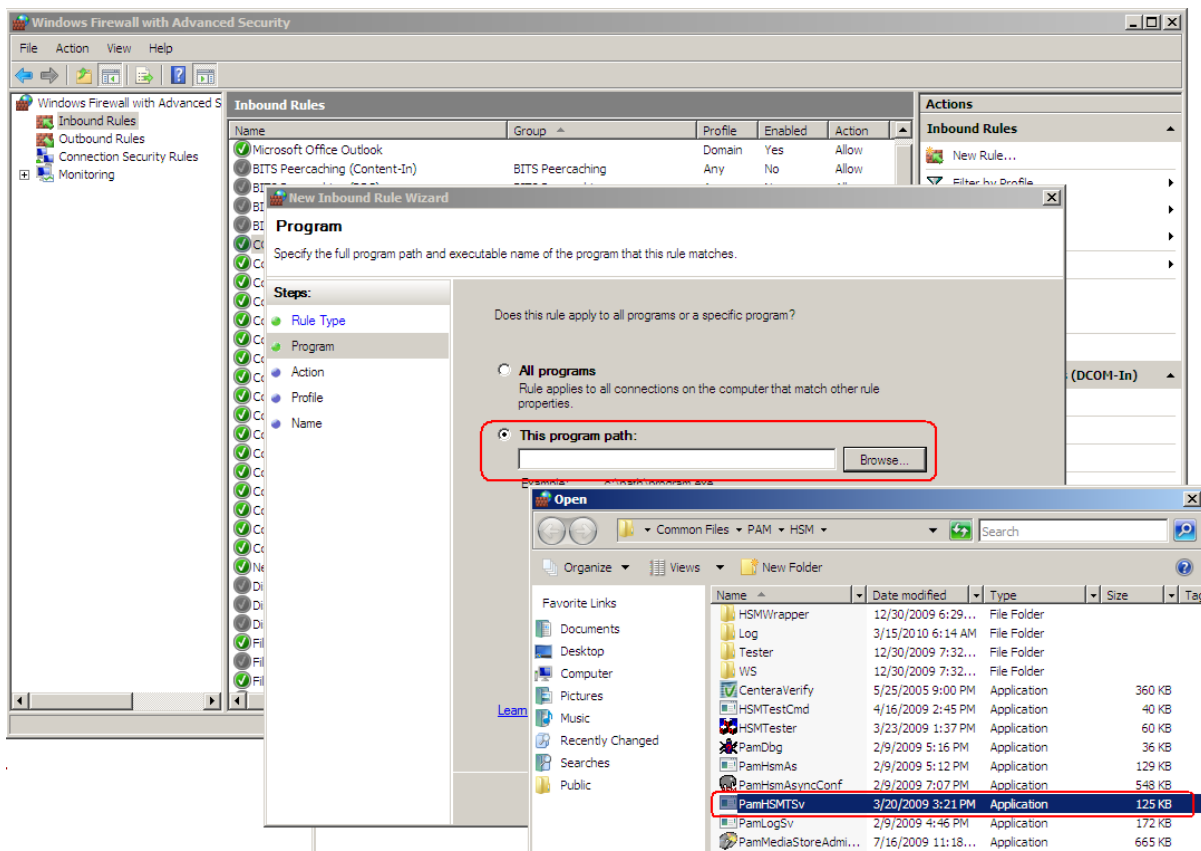 Windows Firewall with Advanced Security
File Action View Help
Windows Firewall with Advanced S
Inbound Rules
Outbound Rules
Connection Security Rules
Monitoring
Inbound Rules
Name Group Profile Enabled Action
Microsoft Office Outlook Domain Yes Allow
BITS Peercaching (Content-In) BITS Peercaching Any No Allow
Actions
Inbound Rules
New Rule...
Filter by Profile
(DCOM-In)
New Inbound Rule Wizard
Program
Specify the full program path and executable name of the program that this rule matches.
Steps:
Rule Type
Program
Action
Profile
Name
Does this rule apply to all programs or a specific program?
All programs
Rule applies to all connections on the computer that match other rule
properties.
This program path:
Browse...
Example: c:\path\program.exe
Learn
Open
Common Files PAM HSM
Search
Organize Views New Folder
Favorite Links
Documents
Desktop
Computer
Pictures
Music
Recently Changed
Searches
Public
Name Date modified Type Size Tag
HSMWrapper 12/30/2009 6:29... File Folder
Log 3/15/2010 6:14 AM File Folder
Tester 12/30/2009 7:32... File Folder
WS 12/30/2009 7:32... File Folder
CenteraVerify 5/25/2005 9:00 PM Application 360 KB
HSMTestCmd 4/16/2009 2:45 PM Application 40 KB
HSMTester 3/23/2009 1:37 PM Application 60 KB
PamDbg 2/9/2009 5:16 PM Application 36 KB
PamHsmAs 2/9/2009 5:12 PM Application 129 KB
PamHsmAsyncConf 2/9/2009 7:07 PM Application 548 KB
PamHSMTSv 3/20/2009 3:21 PM Application 125 KB
PamLogSv 2/9/2009 4:46 PM Application 172 KB
PamMediaStoreAdmi... 7/16/2009 11:18... Application 665 KB